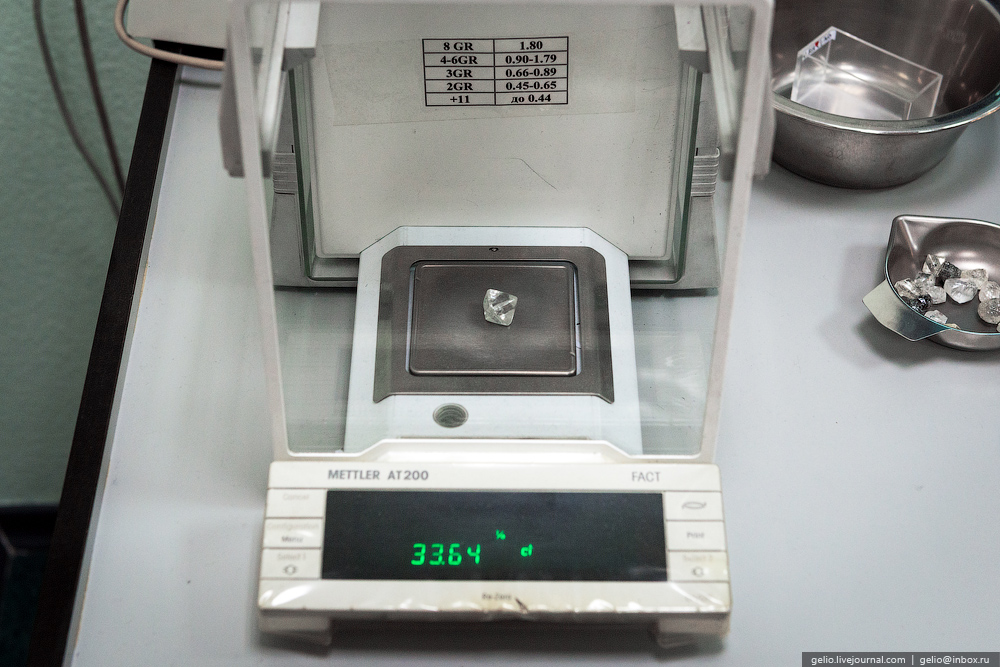 8 GR 1.80
4-6GR 0.90-1.79
3GR 0.66-0.89
2GR 0.45-0.65
+11 до 0.44
METTLER AT200 FACT
Menu
Print
33.64 ct
Re-Zero
gelio.livejournal.com | gelio@inbox.ru